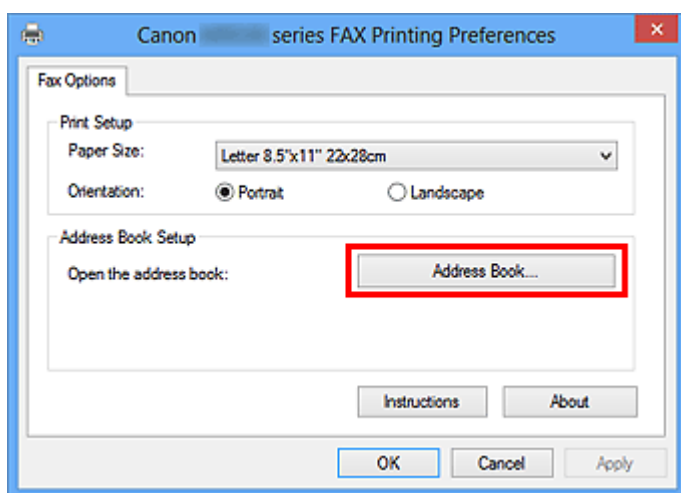 Canon series FAX Printing Preferences
Fax Options
Print Setup
Paper Size: Letter 8.5"x11" 22x28cm
Orientation: Portrait Landscape
Address Book Setup
Open the address book: Address Book...
Instructions About
OK Cancel Apply